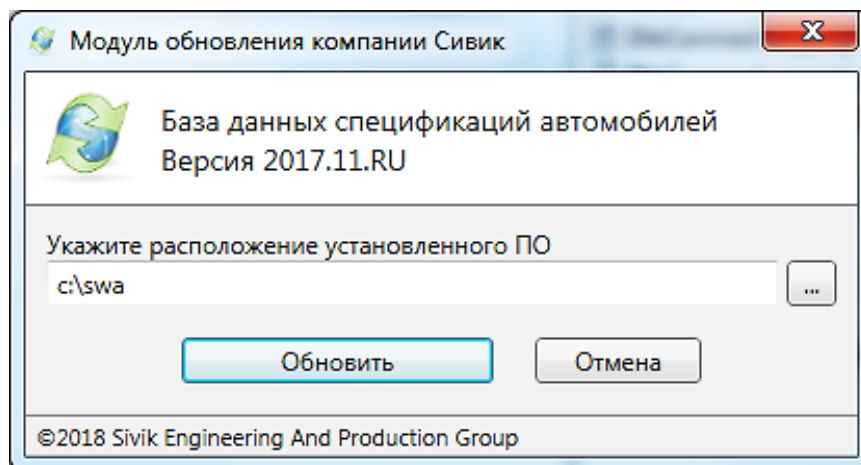 Модуль обновления компании Сивик
База данных спецификаций автомобилей
Версия 2017.11.RU
Укажите расположение установленного ПО
c:\swa
...
Обновить
Отмена
©2018 Sivik Engineering And Production Group